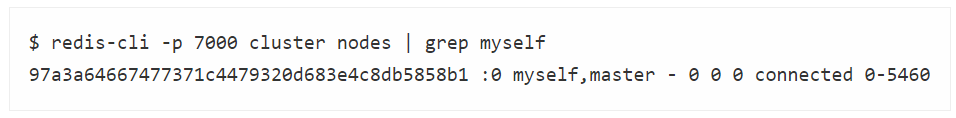 $ redis-cli -p 7000 cluster nodes | grep myself
97a3a64667477371c4479320d683e4c8db5858b1 :0 myself,master - 0 0 0 connected 0-5460